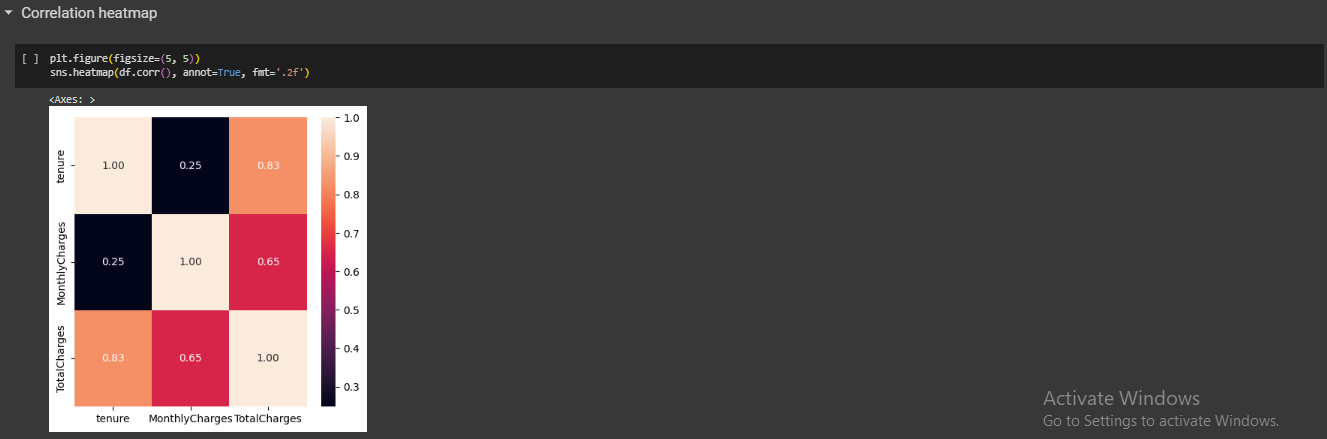 Correlation heatmap
[ ] plt.figure(figsize=(5, 5))
sns.heatmap(df.corr(), annot=True, fmt='.2f')
<Axes: >
tenure
1.00 0.25 0.83
MonthlyCharges
0.25 1.00 0.65
TotalCharges
0.83 0.65 1.00
tenure MonthlyCharges TotalCharges
1.0
0.9
0.8
0.7
0.6
0.5
0.4
0.3
Activate Windows
Go to Settings to activate Windows.